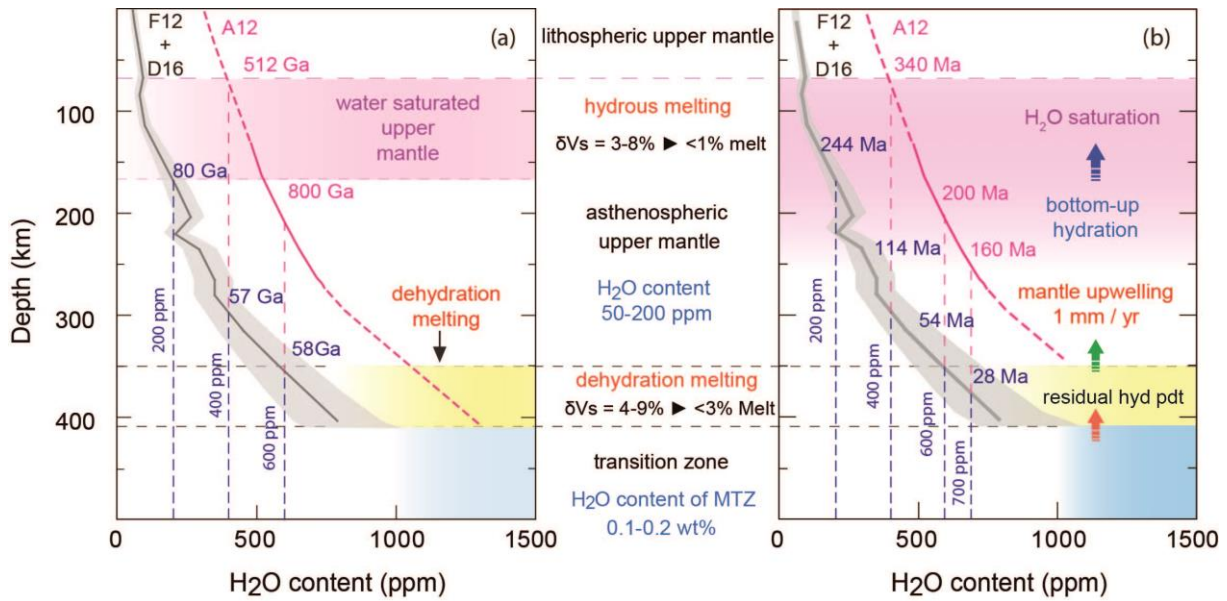 F12
+
D16
A12
(a)
512 Ga
water saturated
upper
mantle
80 Ga
800 Ga
57 Ga
58Ga
dehydration
melting
200 ppm
400 ppm
600 ppm
100
200
300
400
Depth (km)
0
500
1000
1500
H2O content (ppm)
lithospheric upper mantle
hydrous melting
δVs = 3-8% ► <1% melt
asthenospheric
upper mantle
H2O content
50-200 ppm
dehydration melting
δVs = 4-9% ► <3% Melt
transition zone
H2O content of MTZ
0.1-0.2 wt%
F12
+
D16
A12
(b)
340 Ma
H2O saturation
244 Ma
200 Ma
bottom-up
hydration
114 Ma
160 Ma
mantle upwelling
1 mm / yr
54 Ma
28 Ma
residual hyd pdt
200 ppm
400 ppm
600 ppm
700 ppm
0
500
1000
1500
H2O content (ppm)